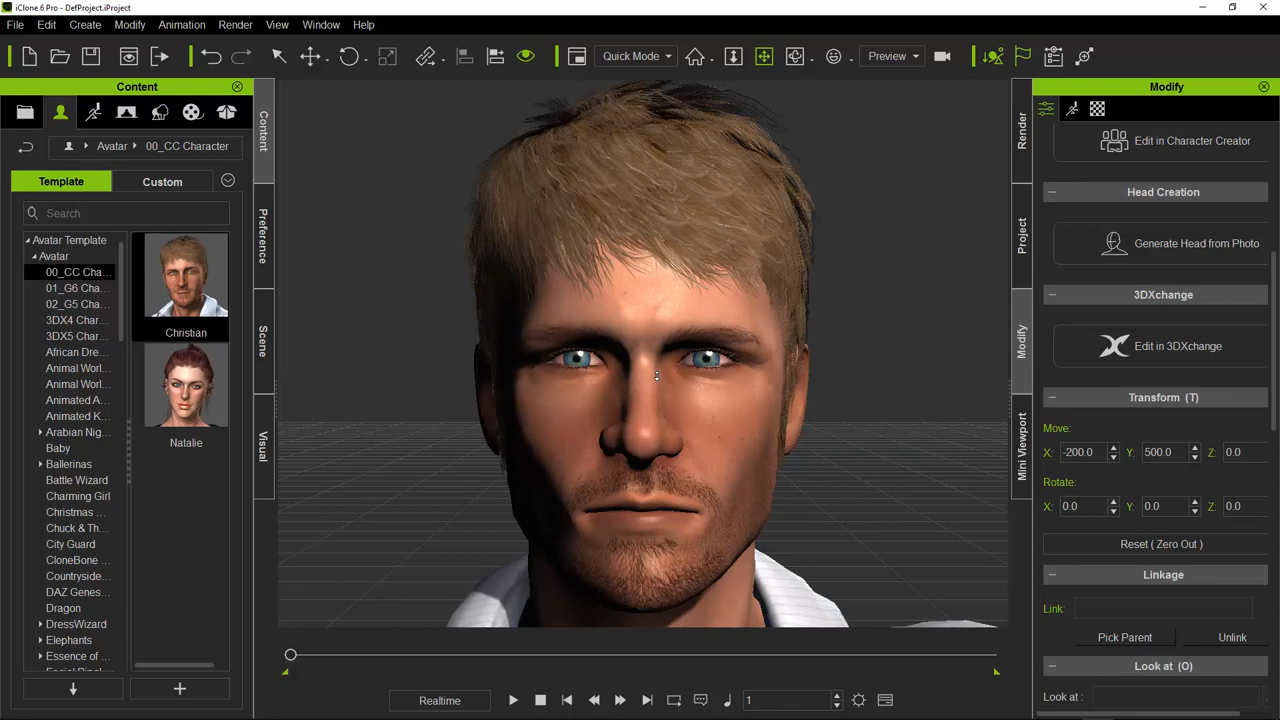 iClone 6 Pro - DefProject.iProject
File Edit Create Modify Animation Render View Window Help
Quick Mode
Preview
Content
Avatar 00_CC Character
Template Custom
Search
Avatar Template
Avatar
00_CC Cha...
01_G6 Cha...
02_G5 Cha...
3DX4 Char...
3DX5 Char...
African Dre...
Animal Worl...
Animal Worl...
Animated A...
Animated K...
Arabian Nig...
Baby
Ballerinas
Battle Wizard
Charming Girl
Christmas ...
Chuck & Th...
City Guard
CloneBone ...
Countryside...
DAZ Genes...
Dragon
DressWizard
Elephants
Essence of ...
Christian
Natalie
Content
Preference
Scene
Visual
Render
Project
Modify
Mini Viewport
Modify
Edit in Character Creator
Head Creation
Generate Head from Photo
3DXchange
Edit in 3DXchange
Transform (T)
Move:
X: -200.0 Y: 500.0 Z: 0.0
Rotate:
X: 0.0 Y: 0.0 Z: 0.0
Reset ( Zero Out )
Linkage
Link:
Pick Parent Unlink
Look at (O)
Look at :
Realtime
1